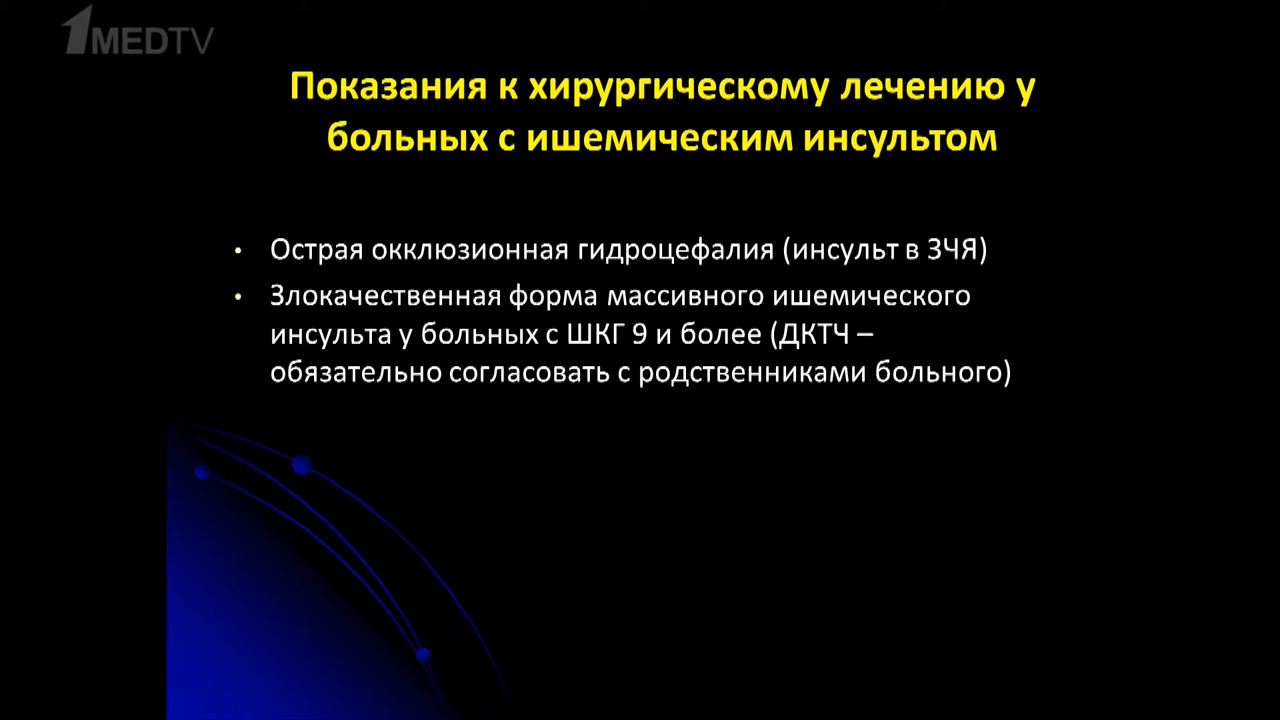 1MEDTV
Показания к хирургическому лечению у
больных с ишемическим инсультом
• Острая окклюзионная гидроцефалия (инсульт в ЗЧЯ)
• Злокачественная форма массивного ишемического
инсульта у больных с ШКГ 9 и более (ДКТЧ –
обязательно согласовать с родственниками больного)